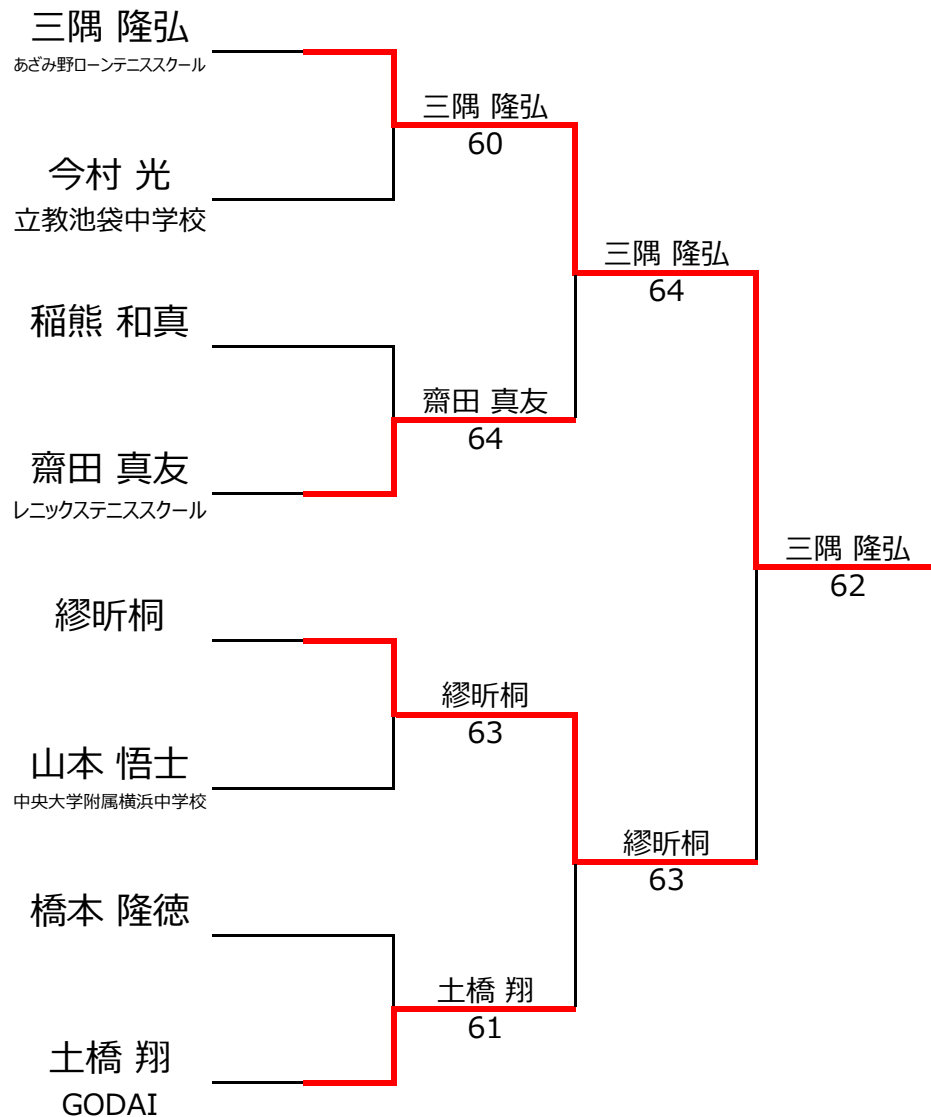 三隅 隆弘
あざみ野ローンテニススクール
今村 光
立教池袋中学校
稲熊 和真
齋田 真友
レニックステニススクール
繆昕桐
山本 悟士
中央大学附属横浜中学校
橋本 隆徳
土橋 翔
GODAI
三隅 隆弘
60
齋田 真友
64
繆昕桐
63
土橋 翔
61
三隅 隆弘
64
繆昕桐
63
三隅 隆弘
62